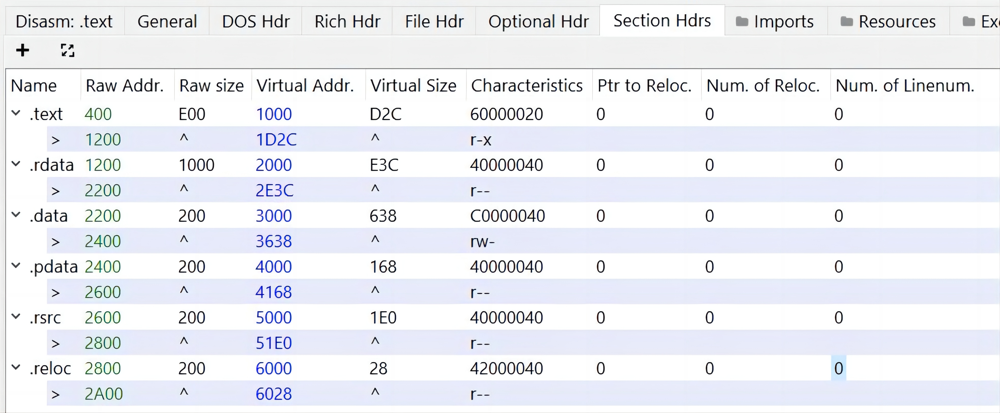 Disasm: .text General DOS Hdr Rich Hdr File Hdr Optional Hdr Section Hdrs Imports Resources
Name Raw Addr. Raw size Virtual Addr. Virtual Size Characteristics Ptr to Reloc. Num. of Reloc. Num. of Linenum.
.text 400 E00 1000 D2C 60000020 0 0 0
> 1200 ^ 1D2C ^ r-x
.rdata 1200 1000 2000 E3C 40000040 0 0 0
> 2200 ^ 2E3C ^ r--
.data 2200 200 3000 638 C0000040 0 0 0
> 2400 ^ 3638 ^ rw-
.pdata 2400 200 4000 168 40000040 0 0 0
> 2600 ^ 4168 ^ r--
.rsrc 2600 200 5000 1E0 40000040 0 0 0
> 2800 ^ 51E0 ^ r--
.reloc 2800 200 6000 28 42000040 0 0 0
> 2A00 ^ 6028 ^ r--